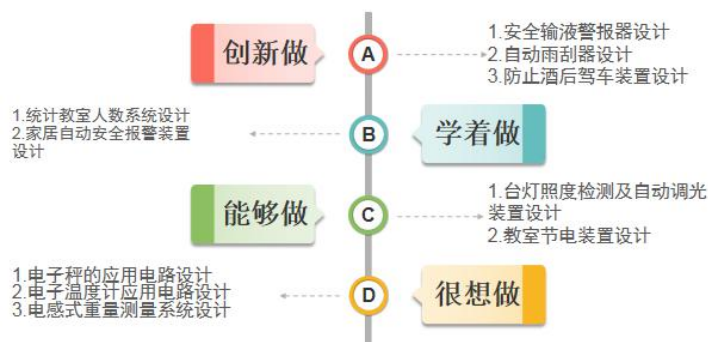 创新做
A
1.安全输液警报器设计
2.自动雨刮器设计
3.防止酒后驾车装置设计
1.统计教室人数系统设计
2.家居自动安全报警装置
设计
B
学着做
能够做
C
1.台灯照度检测及自动调光
装置设计
2.教室节电装置设计
1.电子秤的应用电路设计
2.电子温度计应用电路设计
3.电感式重量测量系统设计
D
很想做